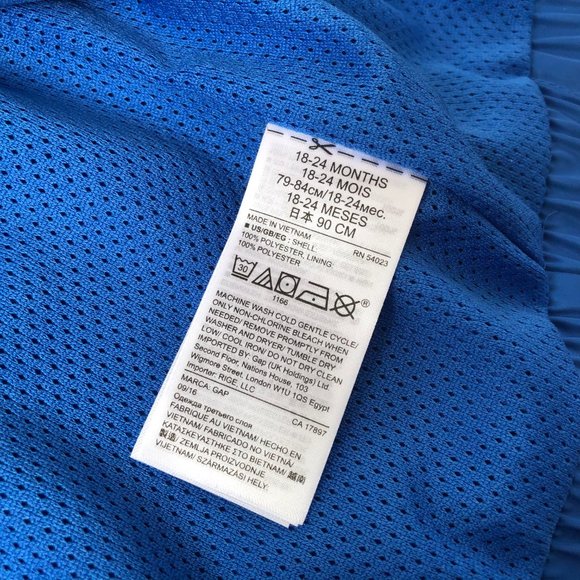 18-24 MONTHS
18-24 MOIS
79-84см/18-24мес.
18-24 MESES
日本 90 CM
MADE IN VIETNAM RN 54023
■ US/GB/EG : SHELL,
100% POLYESTER, LINING
100% POLYESTER
30
® 
1166
MACHINE WASH COLD GENTLE CYCLE/
ONLY NON-CHLORINE BLEACH WHEN
NEEDED/ REMOVE PROMPTLY FROM
WASHER AND DRYER/ TUMBLE DRY
LOW/ COOL IRON/ DO NOT DRY CLEAN
IMPORTED BY: Gap (UK Holdings) Ltd.
Second Floor, Nations House, 103
Wigmore Street, London W1U 1QS Egypt
Importer: RIGE, LLC
MARCA: GAP
09/16 CA 17897
Одежда третьего слоя
FABRIQUE AU VIETNAM/ HECHO EN
VIETNAM/ FABRICADO NO VIETNÃ/
ΚΑΤΑΣΚΕΥΑΣΤΗΚΕ ΣΤΟ ΒΙΕΤΝΑΜ/ 越南
製造/ ZEMLJA PROIZVODNJE
VIJETNAM/ SZÁRMAZÁSI HELY.